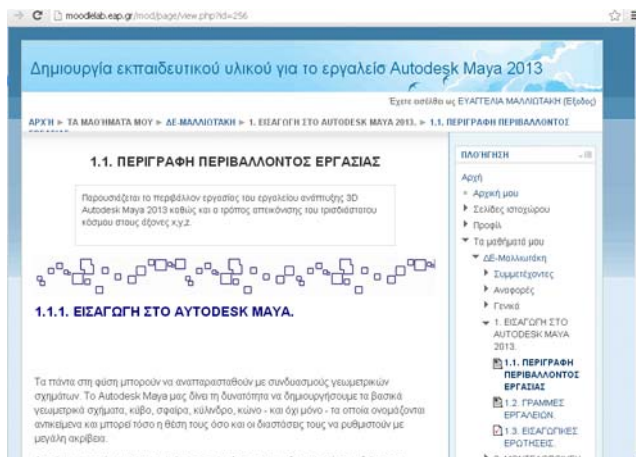 moodlelab.eap.gr/mod/page/view.php?id=256
Δημιουργία εκπαιδευτικού υλικού για το εργαλείο Autodesk Maya 2013
Έχετε εισέλθει ως ΕΥΑΓΓΕΛΙΑ ΜΑΛΛΙΩΤΑΚΗ (Έξοδος)
ΑΡΧΉ ► ΤΑ ΜΑΘΉΜΑΤΆ ΜΟΥ ► ΔΕ-ΜΑΛΛΙΩΤΆΚΗ ► 1. ΕΙΣΑΓΩΓΗ ΣΤΟ AUTODESK MAYA 2013. ► 1.1. ΠΕΡΙΓΡΑΦΗ ΠΕΡΙΒΑΛΛΟΝΤΟΣ
ΕΡΓΑΣΙΑΣ
1.1. ΠΕΡΙΓΡΑΦΗ ΠΕΡΙΒΑΛΛΟΝΤΟΣ ΕΡΓΑΣΙΑΣ
Παρουσιάζεται το περιβάλλον εργασίας του εργαλείου ανάπτυξης 3D
Autodesk Maya 2013 καθώς και ο τρόπος απεικόνισης του τρισδιάστατου
κόσμου στους άξονες x,y,z.
1.1.1. ΕΙΣΑΓΩΓΗ ΣΤΟ AYTODESK MAYA.
Τα πάντα στη φύση μπορούν να αναπαρασταθούν με συνδυασμούς γεωμετρικών
σχημάτων. Το Autodesk Maya μας δίνει τη δυνατότητα να δημιουργήσουμε τα βασικά
γεωμετρικά σχήματα, κύβο, σφαίρα, κύλινδρο, κώνο - και όχι μόνο - τα οποία ονομάζονται
αντικείμενα και μπορεί τόσο η θέση τους όσο και οι διαστάσεις τους να ρυθμιστούν με
μεγάλη ακρίβεια.
ΠΛΟΉΓΗΣΗ
Αρχή
Αρχική μου
Σελίδες ιστοχώρου
Προφίλ
Τα μαθήματά μου
ΔΕ-Μαλλιωτάκη
Συμμετέχοντες
Αναφορές
Γενικά
1. ΕΙΣΑΓΩΓΗ ΣΤΟ
AUTODESK MAYA
2013.
1.1. ΠΕΡΙΓΡΑΦΗ
ΠΕΡΙΒΑΛΛΟΝΤΟΣ
ΕΡΓΑΣΙΑΣ
1.2. ΓΡΑΜΜΕΣ
ΕΡΓΑΛΕΙΩΝ.
1.3. ΕΙΣΑΓΩΓΙΚΕΣ
ΕΡΩΤΗΣΕΙΣ.